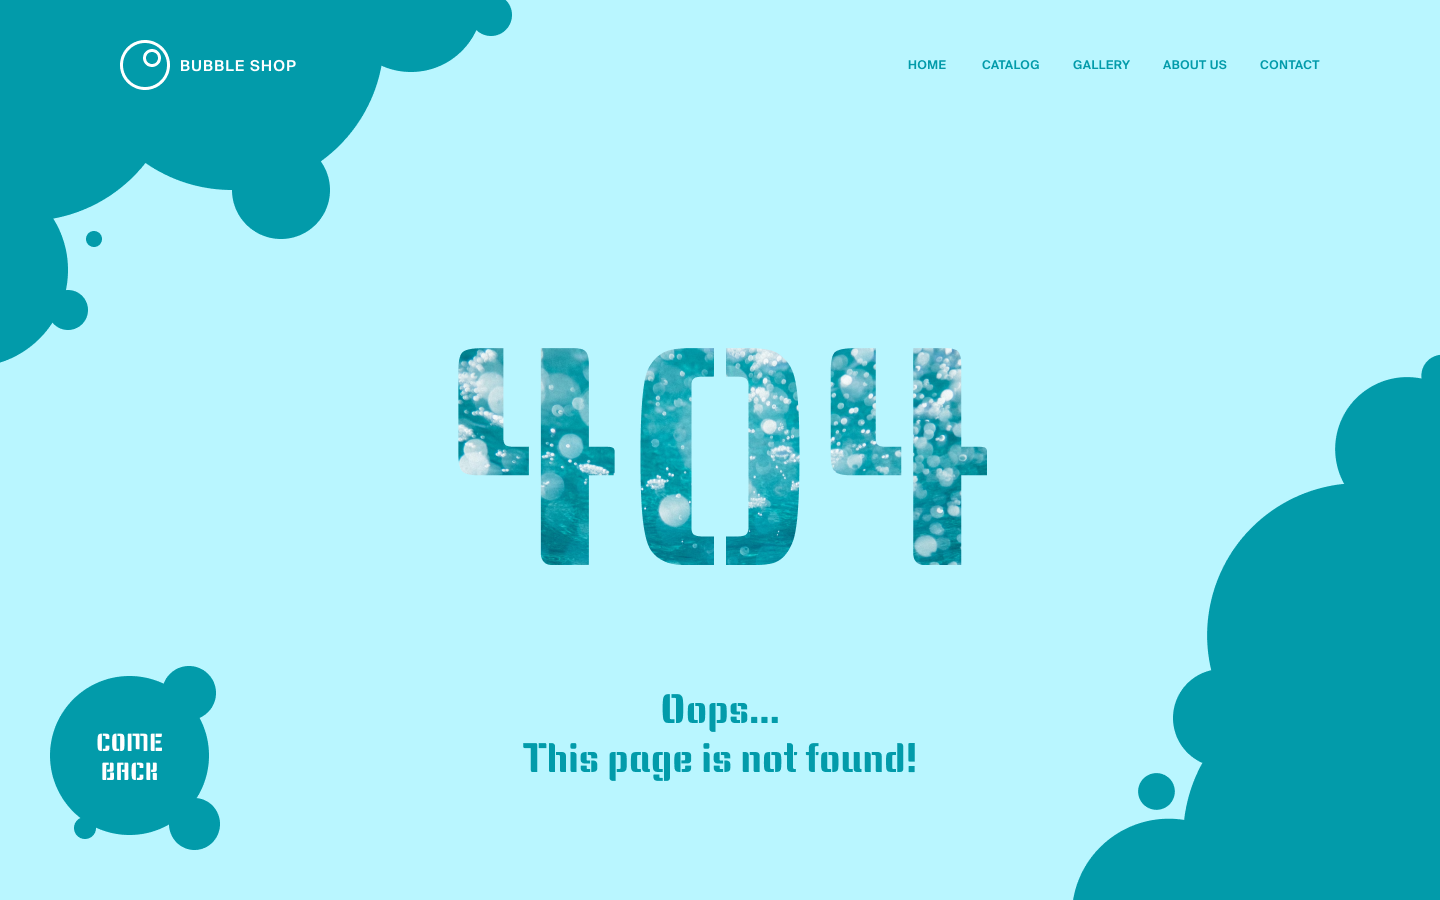 BUBBLE SHOP
HOME CATALOG GALLERY ABOUT US CONTACT
404
Oops...
This page is not found!
COME
BACK